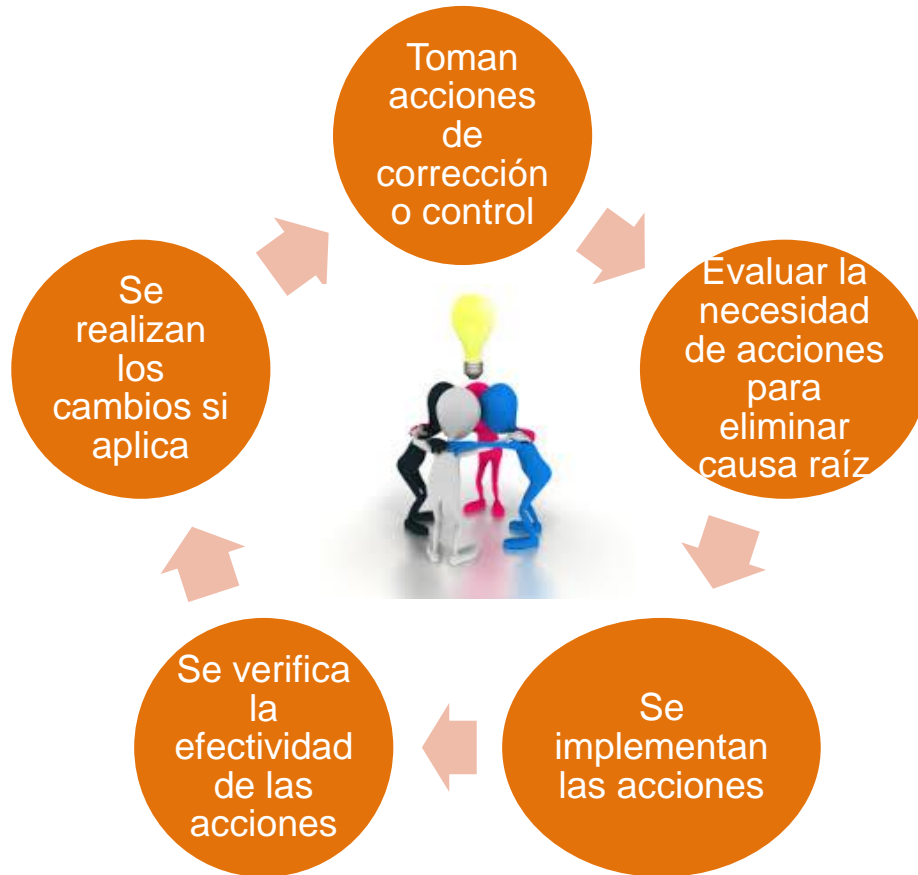 Toman
acciones
de
corrección
o control
Evaluar la
necesidad
de acciones
para
eliminar
causa raíz
Se
implementan
las acciones
Se verifica
la
efectividad
de las
acciones
Se
realizan
los
cambios si
aplica